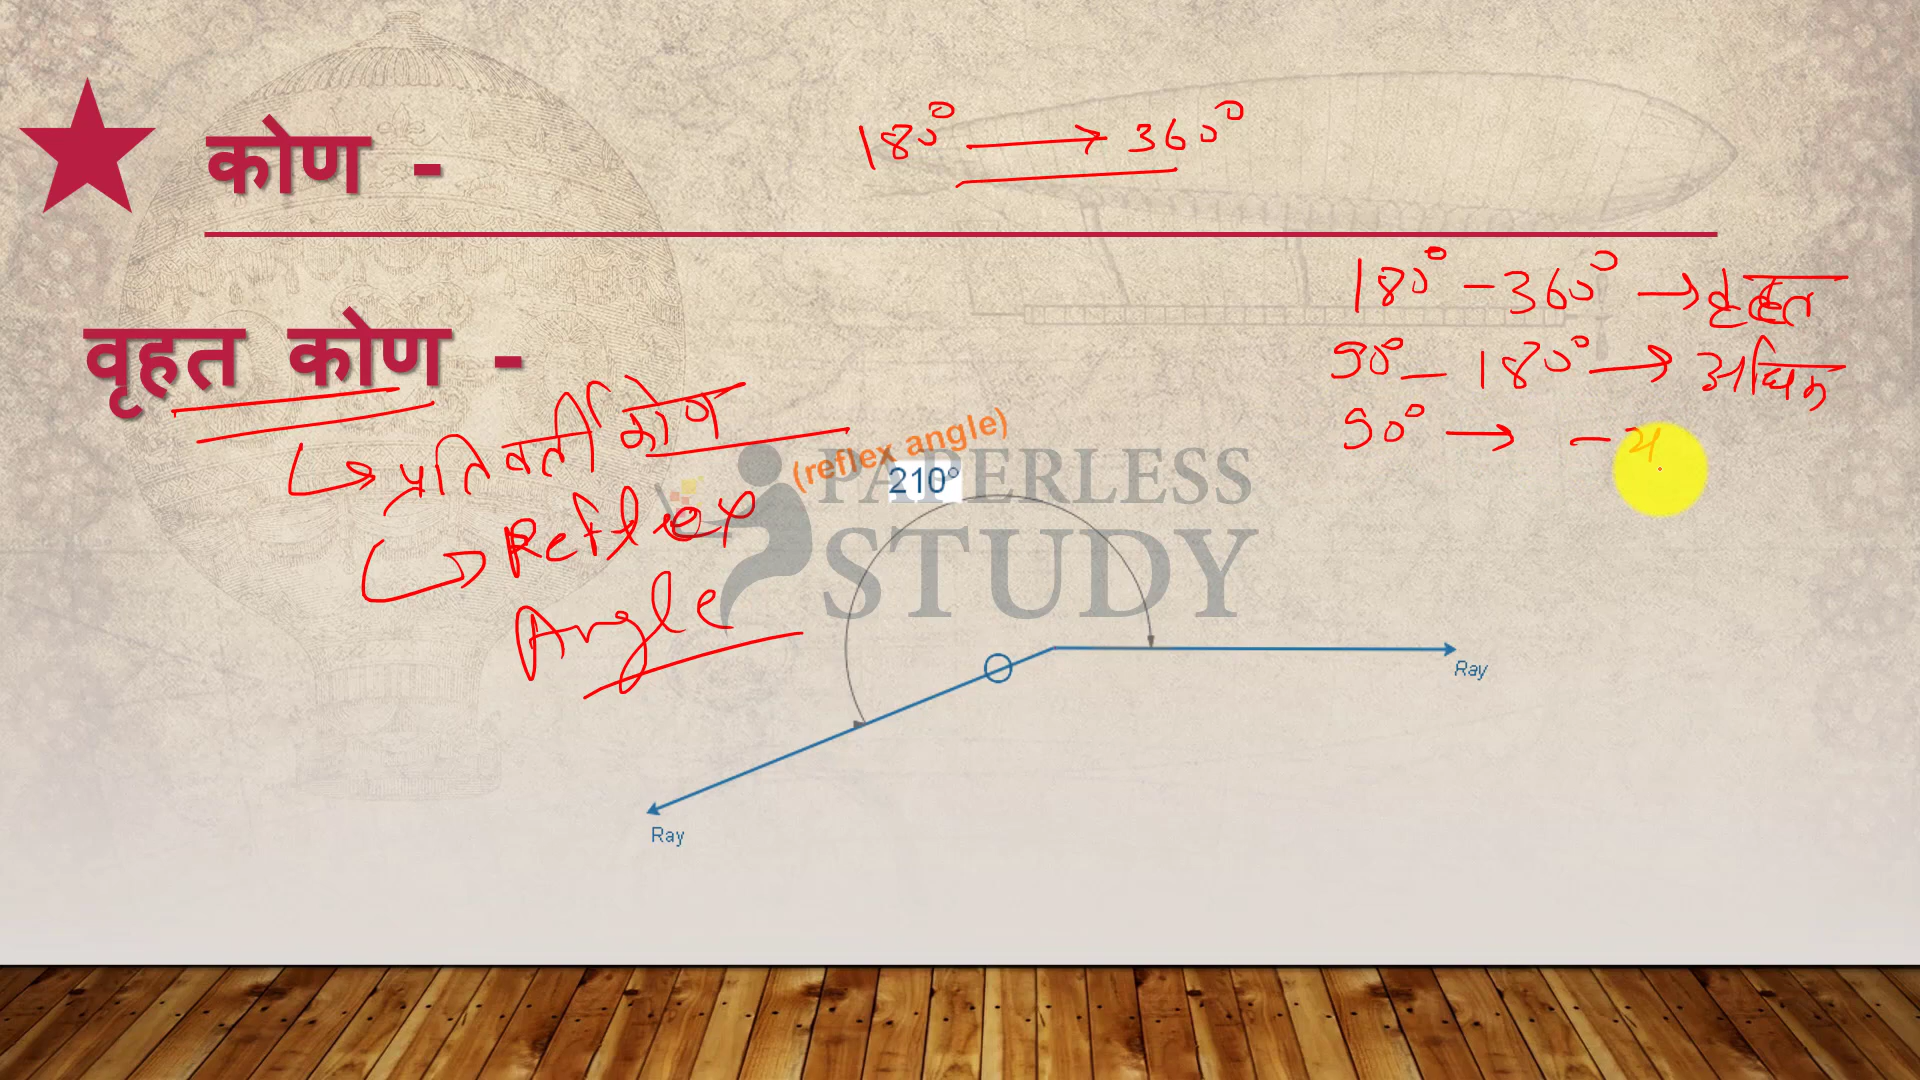 कोण -
180° → 360°
वृहत कोण -
180° - 360° → वृहत
90° - 180° → अधिक
90° → -
प्रतिवर्ती कोण
(reflex angle)
210°
PAPERLESS
STUDY
Reflex
Angle
Ray
Ray